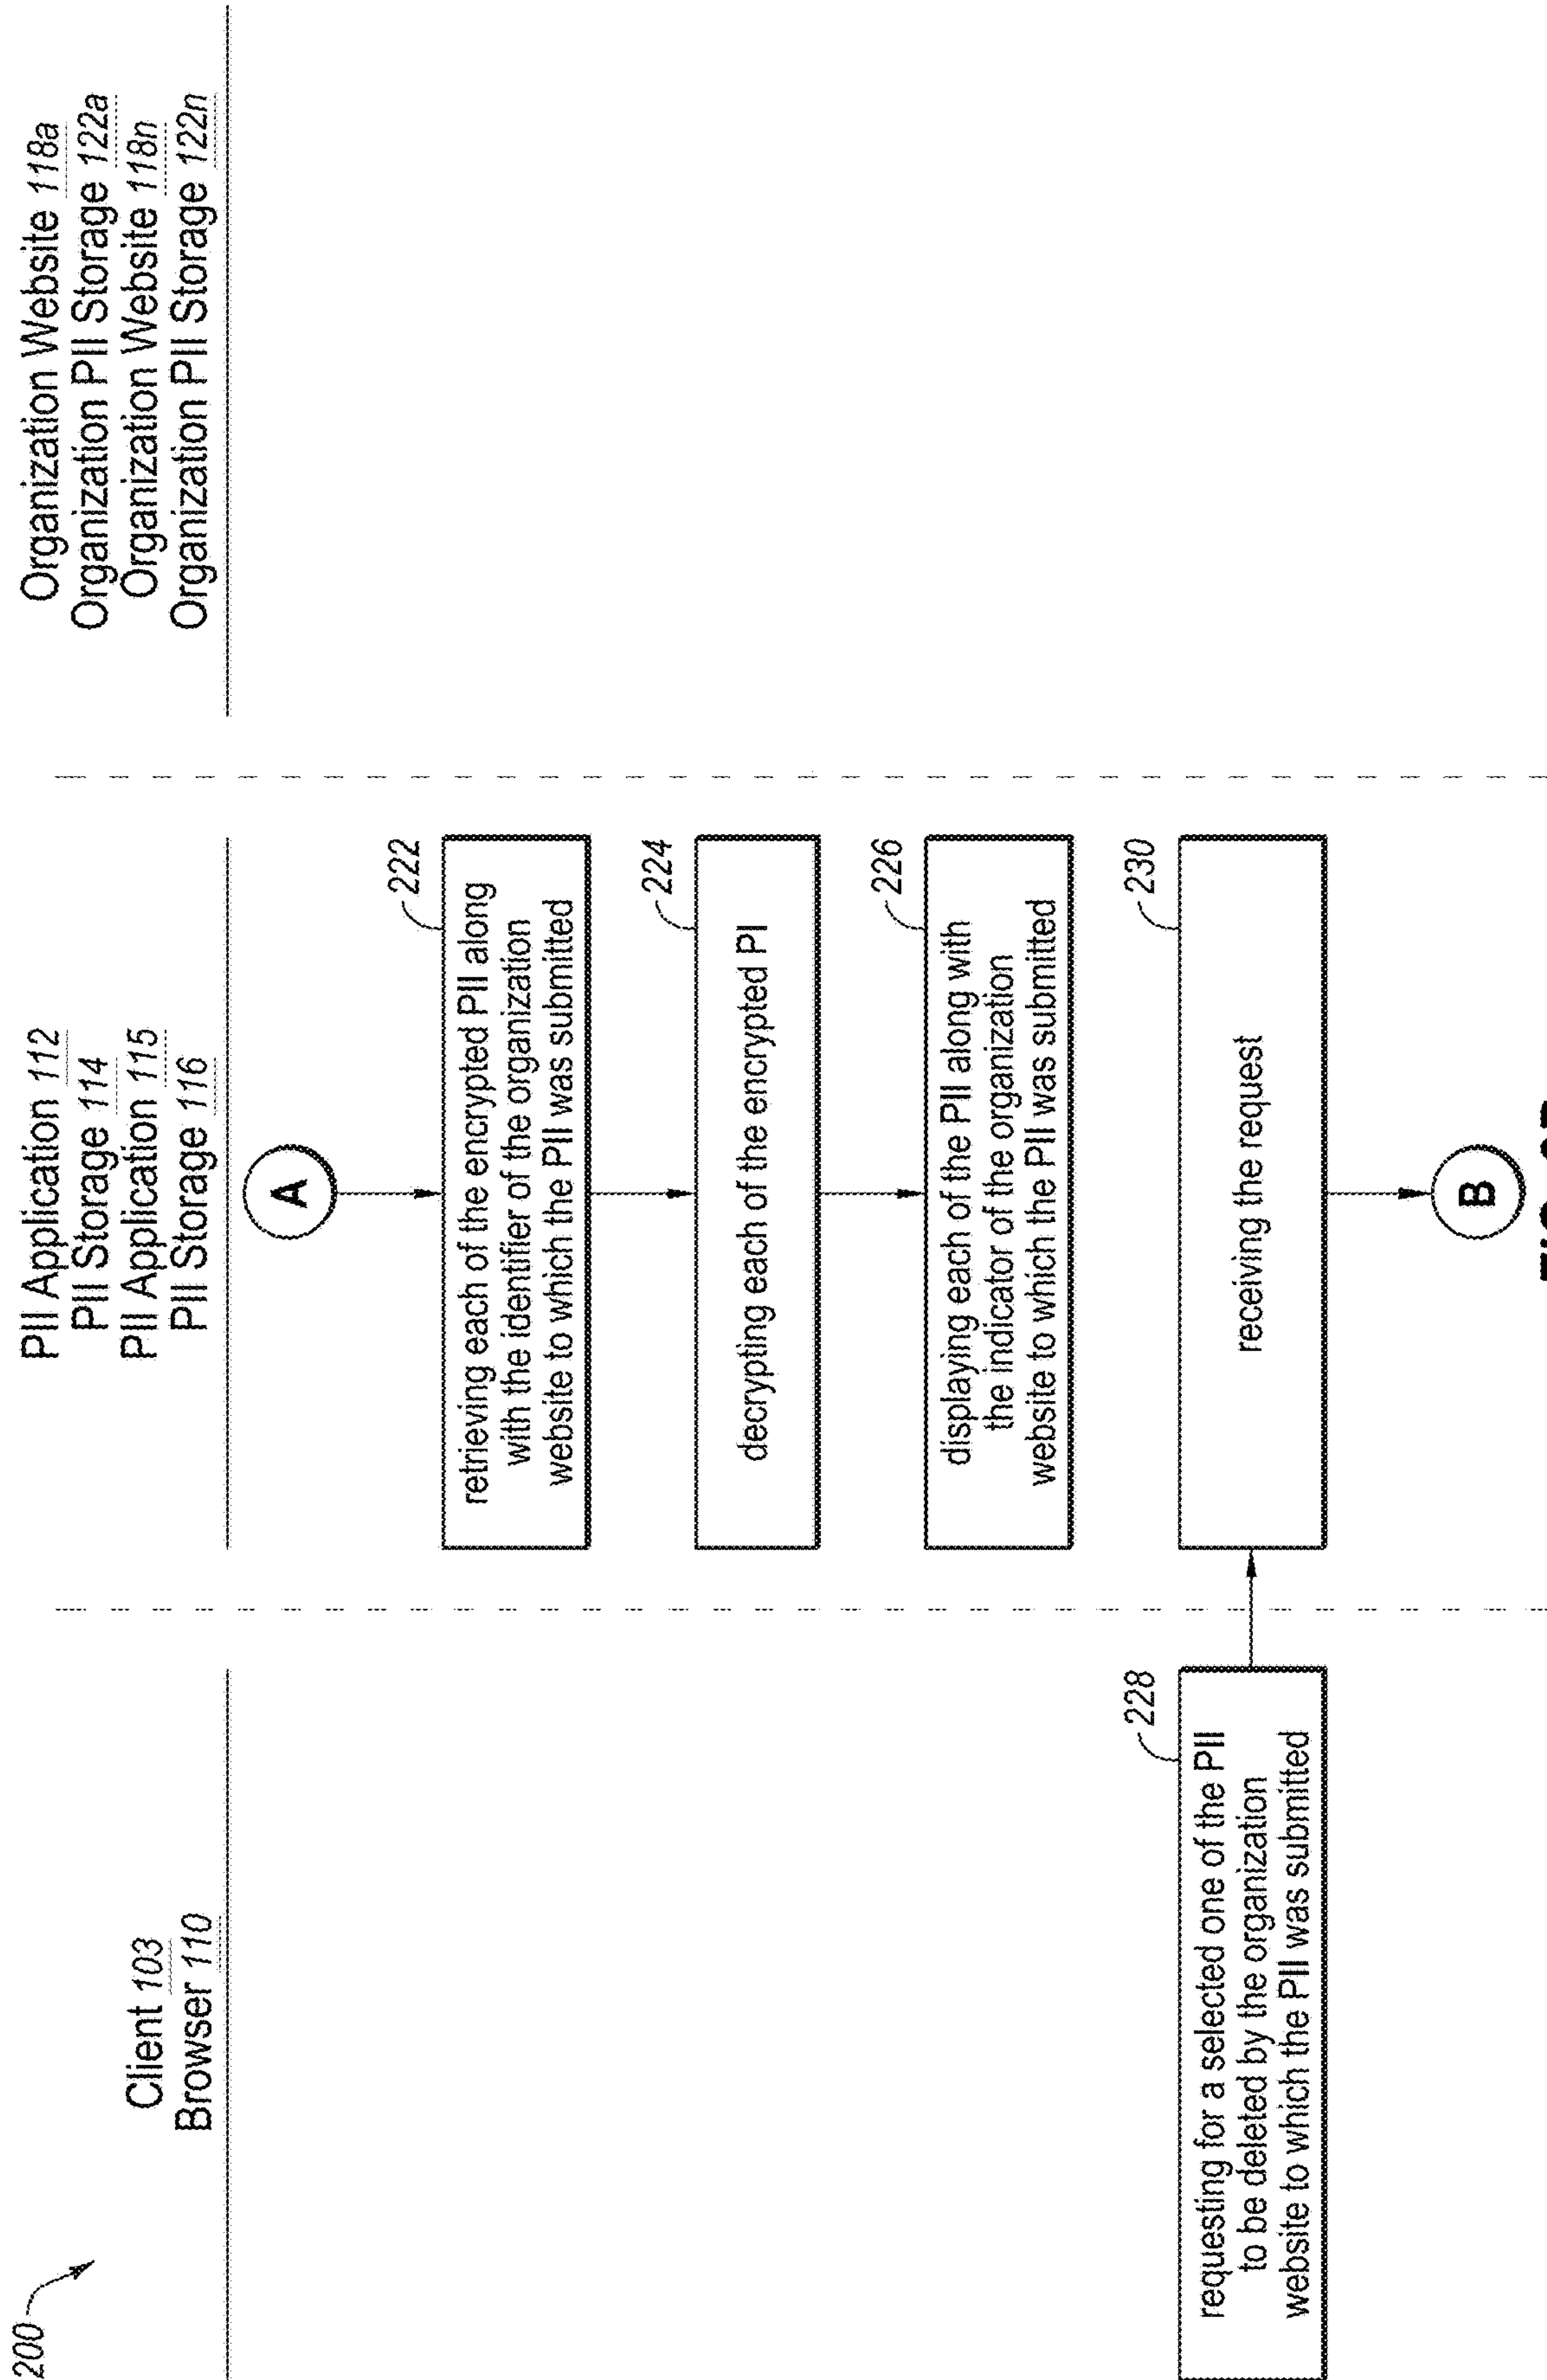 200
Client 103
Browser 110
PII Application 112
PII Storage 114
PII Application 115
PII Storage 116
Organization Website 118a
Organization PII Storage 122a
Organization Website 118n
Organization PII Storage 122n
A
222
retrieving each of the encrypted PII along
with the identifier of the organization
website to which the PII was submitted
224
decrypting each of the encrypted PI
226
displaying each of the PII along with
the indicator of the organization
website to which the PII was submitted
228
requesting for a selected one of the PII
to be deleted by the organization
website to which the PII was submitted
230
receiving the request
B